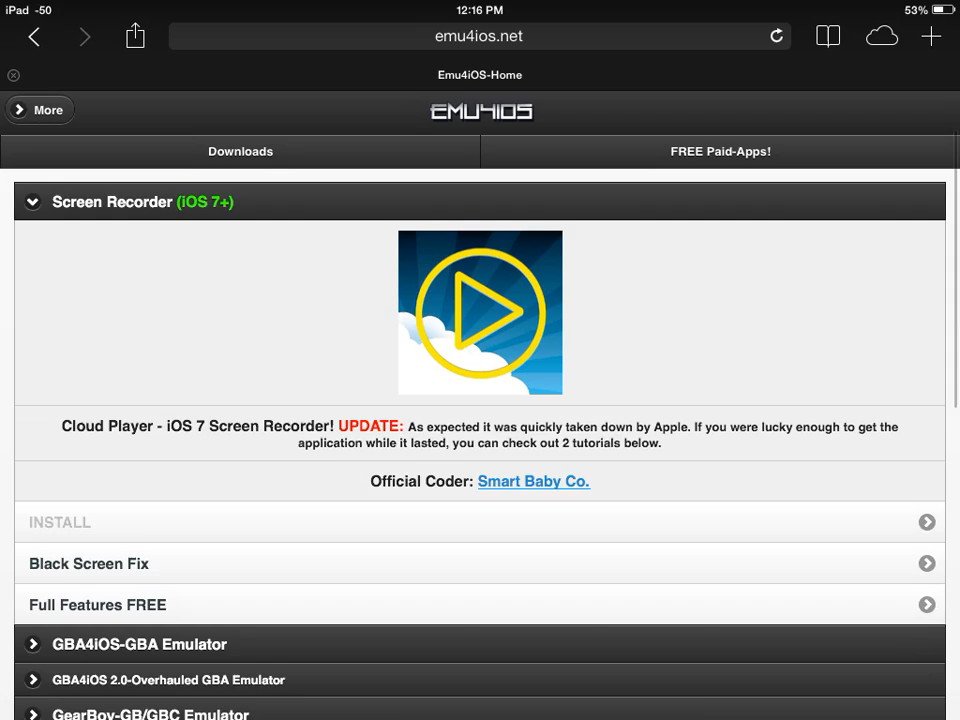 iPad -50 12:16 PM 53%
emu4ios.net
Emu4iOS-Home
More EMU4IOS
Downloads FREE Paid-Apps!
Screen Recorder (iOS 7+)
Cloud Player - iOS 7 Screen Recorder! UPDATE: As expected it was quickly taken down by Apple. If you were lucky enough to get the
application while it lasted, you can check out 2 tutorials below.
Official Coder: Smart Baby Co.
INSTALL
Black Screen Fix
Full Features FREE
GBA4iOS-GBA Emulator
GBA4iOS 2.0-Overhauled GBA Emulator
GearBoy-GB/GBC Emulator